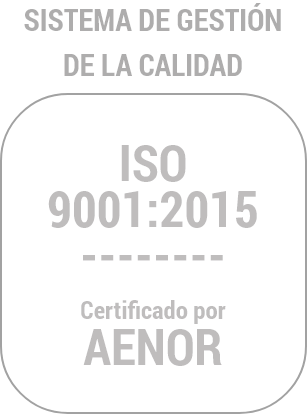 SISTEMA DE GESTIÓN
DE LA CALIDAD
ISO
9001:2015
--------
Certificado por
AENOR